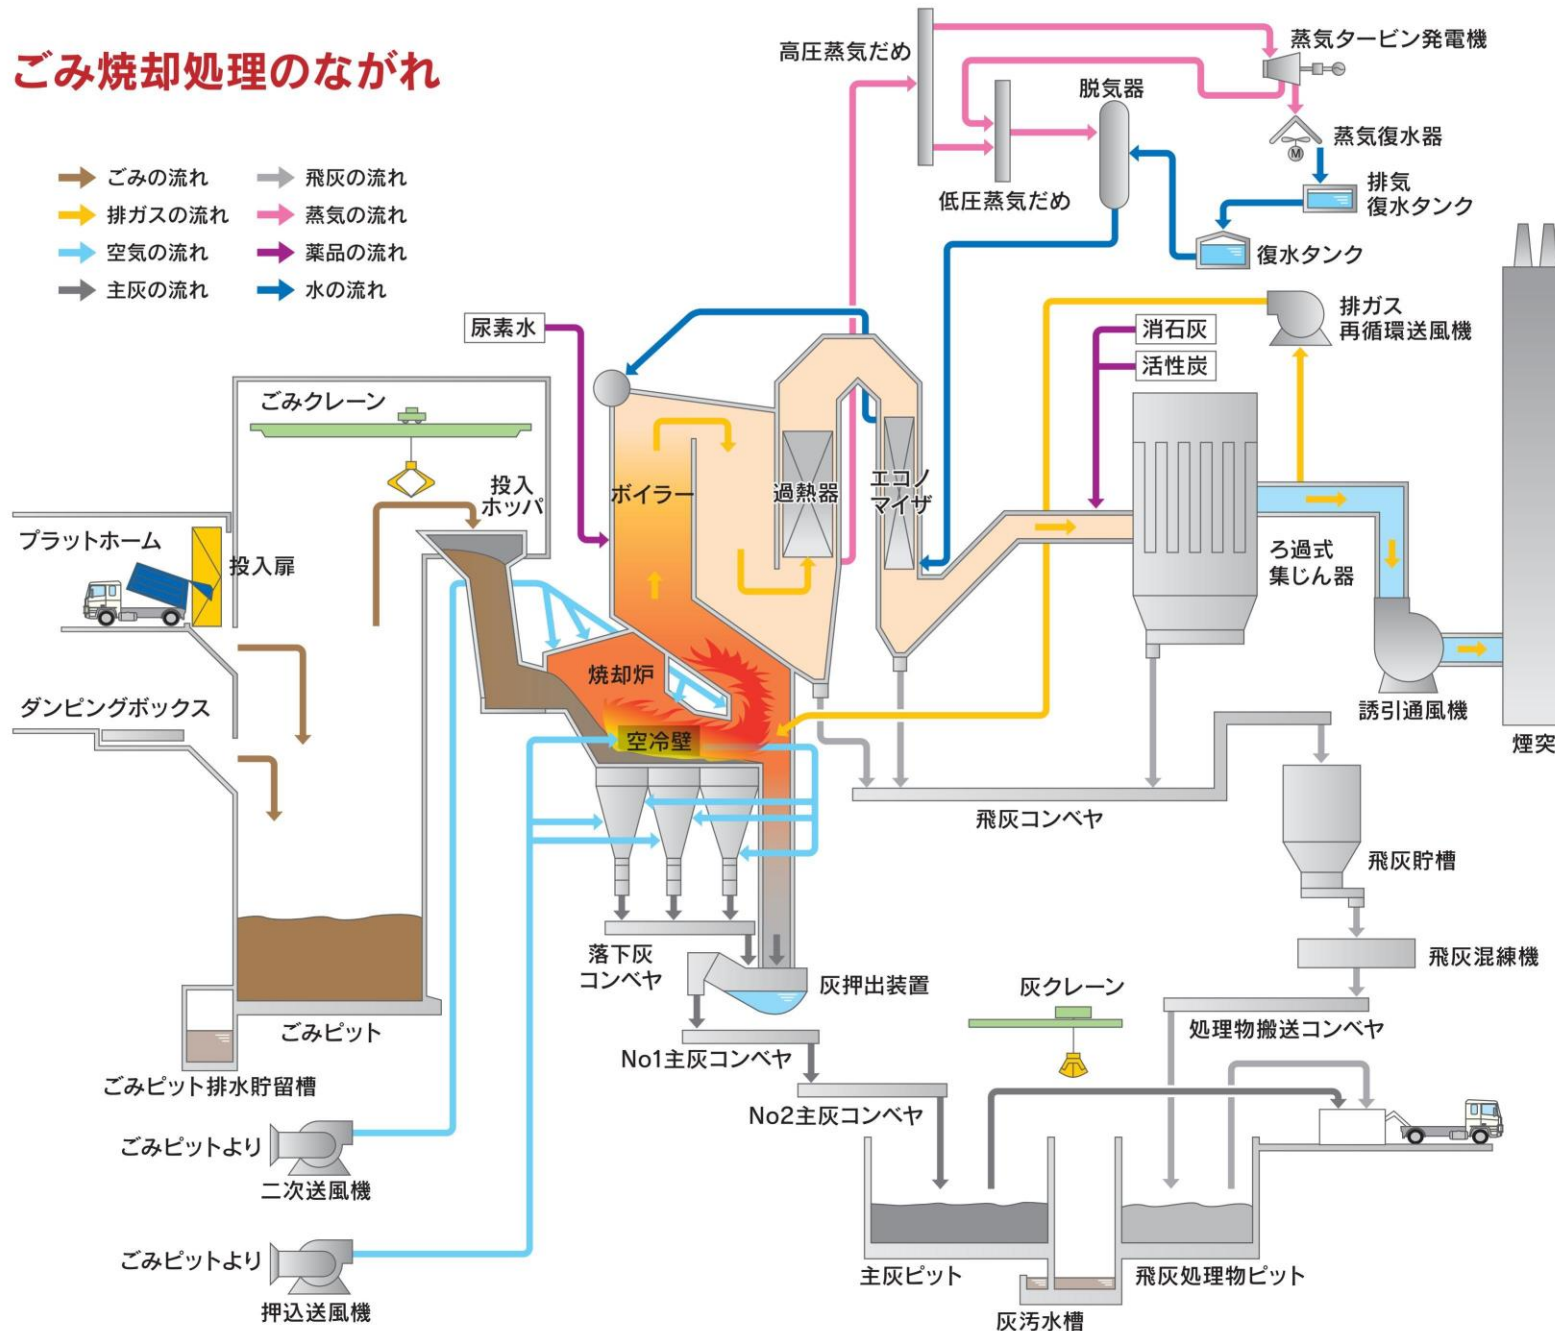 ごみ焼却処理のながれ
ごみの流れ
排ガスの流れ
空気の流れ
主灰の流れ
飛灰の流れ
蒸気の流れ
薬品の流れ
水の流れ
高圧蒸気だめ
蒸気タービン発電機
脱気器
蒸気復水器
M
低圧蒸気だめ
排気
復水タンク
復水タンク
尿素水
消石灰
活性炭
排ガス
再循環送風機
ごみクレーン
投入
ホッパ
ボイラー
過熱器
エコノ
マイザ
プラットホーム
投入扉
ろ過式
集じん器
焼却炉
ダンピングボックス
空冷壁
誘引通風機
煙突
飛灰コンベヤ
飛灰貯槽
落下灰
コンベヤ
灰押出装置
灰クレーン
飛灰混練機
ごみピット
No1主灰コンベヤ
処理物搬送コンベヤ
ごみピット排水貯留槽
No2主灰コンベヤ
ごみピットより
二次送風機
ごみピットより
押込送風機
主灰ピット
飛灰処理物ピット
灰汚水槽